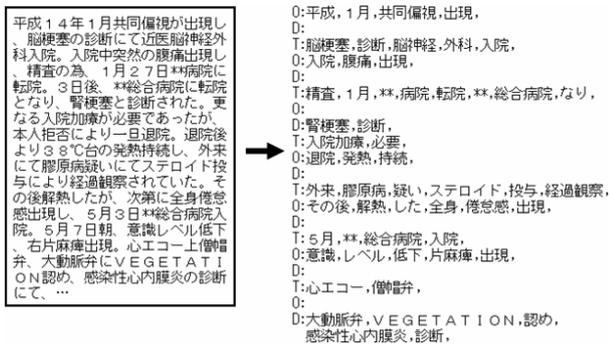 平成１４年１月共同偏視が出現し
、脳梗塞の診断にて近医脳神経外
科入院。入院中突然の腹痛出現し
、精査の為、１月２７日**病院に
転院。３日後、**総合病院に転院
となり、腎梗塞と診断された。更
なる入院加療が必要であったが、
本人拒否により一旦退院。退院後
より３８℃台の発熱持続し、外来
にて膠原病疑いにてステロイド投
与により経過観察されていた。そ
の後解熱したが、次第に全身倦怠
感出現し、５月３日**総合病院入
院。５月７日朝、意識レベル低下
、右片麻痺出現。心エコー上僧帽
弁、大動脈弁にＶＥＧＥＴＡＴＩ
ＯＮ認め、感染性心内膜炎の診断
にて、…
O:平成,１月,共同偏視,出現,
D:
T:脳梗塞,診断,脳神経,外科,入院,
O:入院,腹痛,出現,
D:
T:精査,１月,**,病院,転院,**,総合病院,なり,
O:
D:腎梗塞,診断,
T:入院加療,必要,
O:退院,発熱,持続,
D:
T:外来,膠原病,疑い,ステロイド,投与,経過観察,
O:その後,解熱,した,全身,倦怠感,出現,
D:
T:５月,**,総合病院,入院,
O:意識,レベル,低下,片麻痺,出現,
D:
T:心エコー,僧帽弁,
O:
D:大動脈弁,ＶＥＧＥＴＡＴＩＯＮ,認め,
感染性心内膜炎,診断,